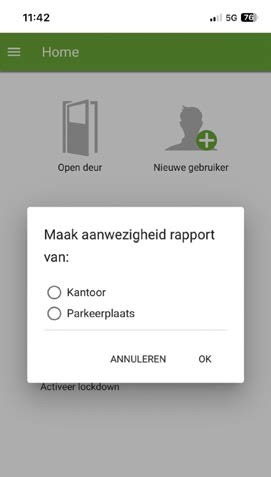 11:42
5G 76
Home
Open deur
Nieuwe gebruiker
Maak aanwezigheid rapport
van:
Kantoor
Parkeerplaats
ANNULEREN
OK
Activeer lockdown